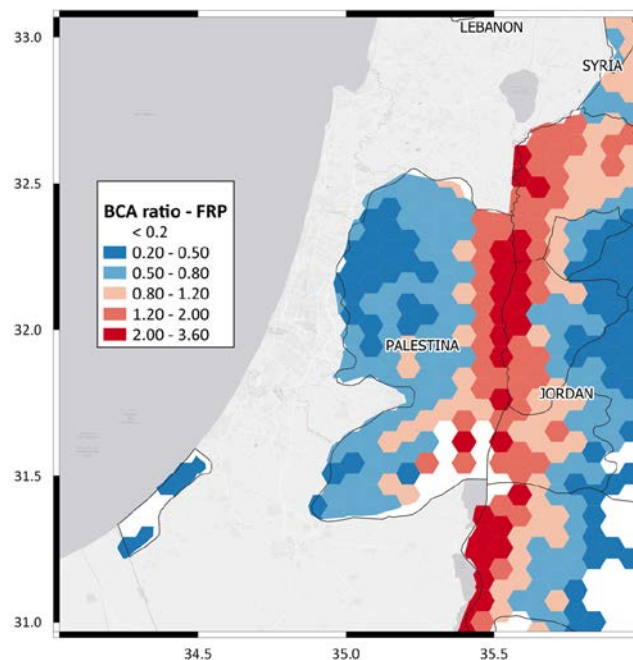 33.0
LEBANON
SYRIA
32.5
BCA ratio - FRP
< 0.2
0.20 - 0.50
0.50 - 0.80
0.80 - 1.20
1.20 - 2.00
2.00 - 3.60
32.0
PALESTINA
JORDAN
31.5
31.0
34.5 35.0 35.5